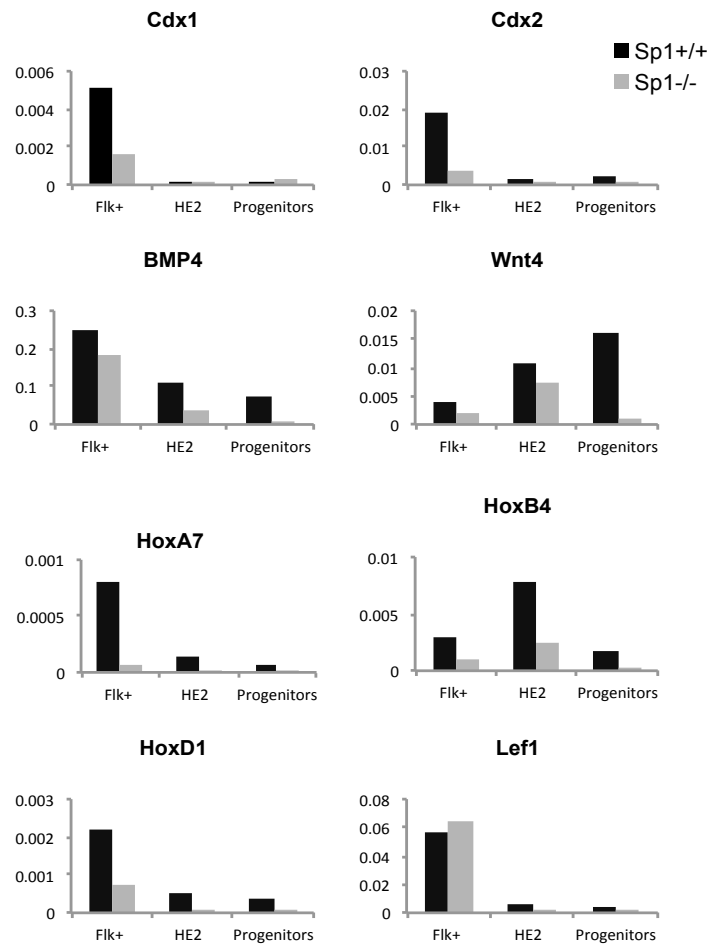 Cdx1
0.006
0.004
0.002
0
Flk+ HE2 Progenitors
Cdx2
Sp1+/+
Sp1-/-
0.03
0.02
0.01
0
Flk+ HE2 Progenitors
BMP4
0.3
0.2
0.1
0
Flk+ HE2 Progenitors
Wnt4
0.02
0.015
0.01
0.005
0
Flk+ HE2 Progenitors
HoxA7
0.001
0.0005
0
Flk+ HE2 Progenitors
HoxB4
0.01
0.005
0
Flk+ HE2 Progenitors
HoxD1
0.003
0.002
0.001
0
Flk+ HE2 Progenitors
Lef1
0.08
0.06
0.04
0.02
0
Flk+ HE2 Progenitors